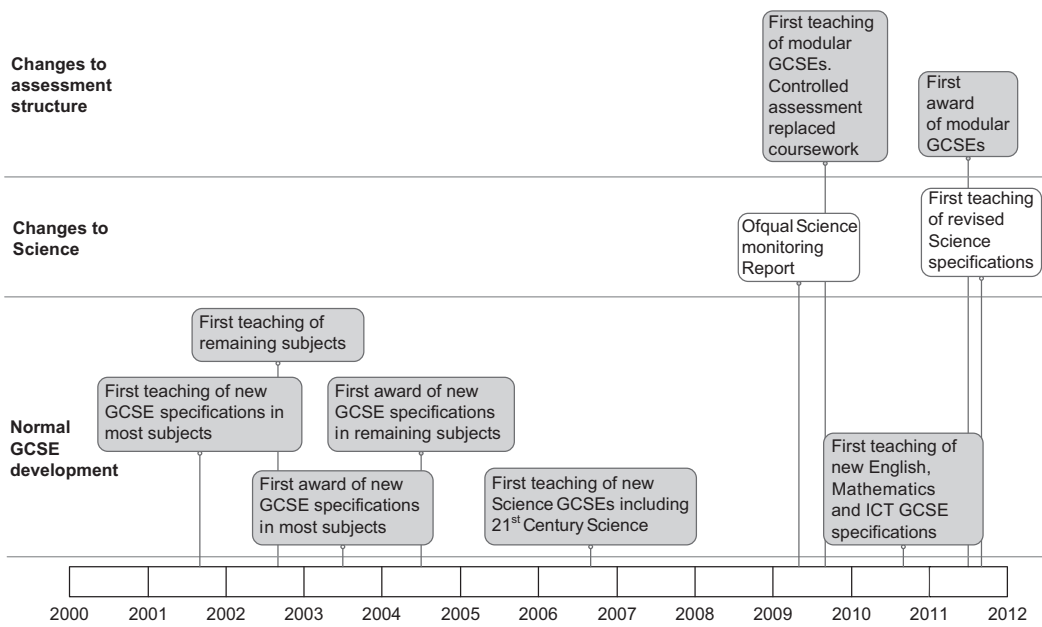 Changes to
assessment
structure
First teaching
of modular
GCSEs.
Controlled
assessment
replaced
coursework
First
award
of modular
GCSEs
Changes to
Science
Ofqual Science
monitoring
Report
First teaching
of revised
Science
specifications
Normal
GCSE
development
First teaching of
remaining subjects
First teaching of new
GCSE specifications in
most subjects
First award of new
GCSE specifications
in remaining subjects
First award of new
GCSE specifications
in most subjects
First teaching of new
Science GCSEs including
21st Century Science
First teaching of
new English,
Mathematics
and ICT GCSE
specifications
2000 2001 2002 2003 2004 2005 2006 2007 2008 2009 2010 2011 2012